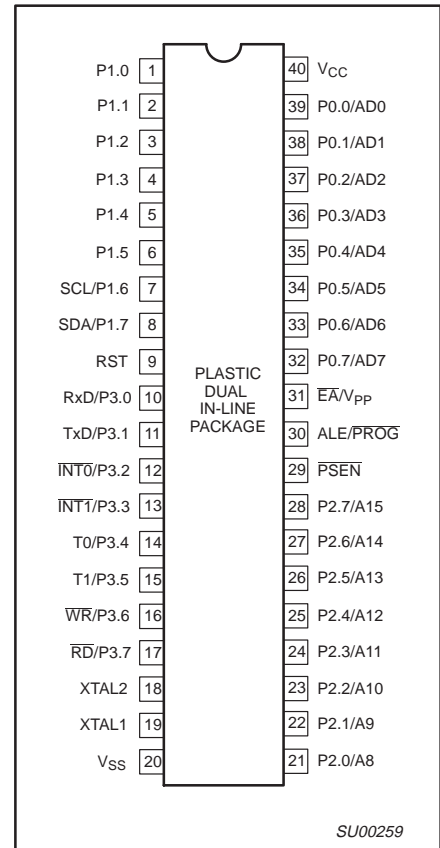 P1.0 1 40 VCC
P1.1 2 39 P0.0/AD0
P1.2 3 38 P0.1/AD1
P1.3 4 37 P0.2/AD2
P1.4 5 36 P0.3/AD3
P1.5 6 35 P0.4/AD4
SCL/P1.6 7 34 P0.5/AD5
SDA/P1.7 8 33 P0.6/AD6
RST 9 32 P0.7/AD7
PLASTIC
DUAL
IN-LINE
PACKAGE
RxD/P3.0 10 31 E̅A̅/VPP
TxD/P3.1 11 30 ALE/P̅R̅O̅G̅
I̅N̅T̅0̅/P3.2 12 29 P̅S̅E̅N̅
I̅N̅T̅1̅/P3.3 13 28 P2.7/A15
T0/P3.4 14 27 P2.6/A14
T1/P3.5 15 26 P2.5/A13
W̅R̅/P3.6 16 25 P2.4/A12
R̅D̅/P3.7 17 24 P2.3/A11
XTAL2 18 23 P2.2/A10
XTAL1 19 22 P2.1/A9
VSS 20 21 P2.0/A8
SU00259